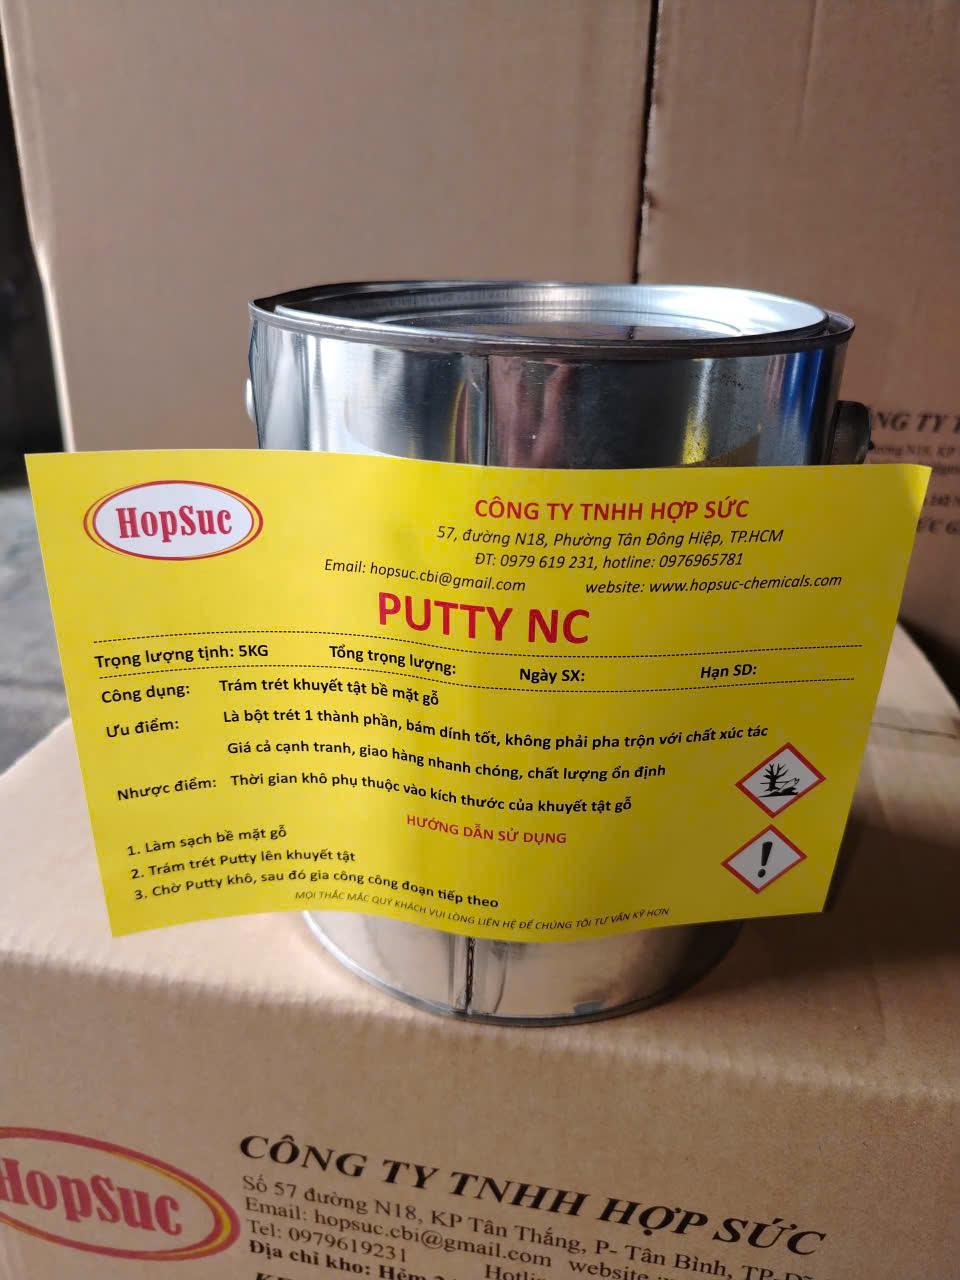 HopSuc
CÔNG TY TNHH HỢP SỨC
57, đường N18, Phường Tân Đông Hiệp, TP.HCM
ĐT: 0979 619 231, hotline: 0976965781
Email: hopsuc.cbi@gmail.com website: www.hopsuc-chemicals.com
PUTTY NC
Trọng lượng tịnh: 5KG Tổng trọng lượng: Ngày SX: Hạn SD:
Công dụng: Trám trét khuyết tật bề mặt gỗ
Ưu điểm: Là bột trét 1 thành phần, bám dính tốt, không phải pha trộn với chất xúc tác
Giá cả cạnh tranh, giao hàng nhanh chóng, chất lượng ổn định
Nhược điểm: Thời gian khô phụ thuộc vào kích thước của khuyết tật gỗ
HƯỚNG DẪN SỬ DỤNG
1. Làm sạch bề mặt gỗ
2. Trám trét Putty lên khuyết tật
3. Chờ Putty khô, sau đó gia công công đoạn tiếp theo
MỌI THẮC MẮC QUÝ KHÁCH VUI LÒNG LIÊN HỆ ĐỂ CHÚNG TÔI TƯ VẤN KỸ HƠN
NG TY
N18, KP
HopSuc
CÔNG TY TNHH HỢP SỨC
Số 57 đường N18, KP Tân Thắng, P- Tân Bình, TP-D
Email: hopsuc.cbi@gmail.com website
Tel: 0979619231 Hotlin
Địa chỉ kho: Hẻm